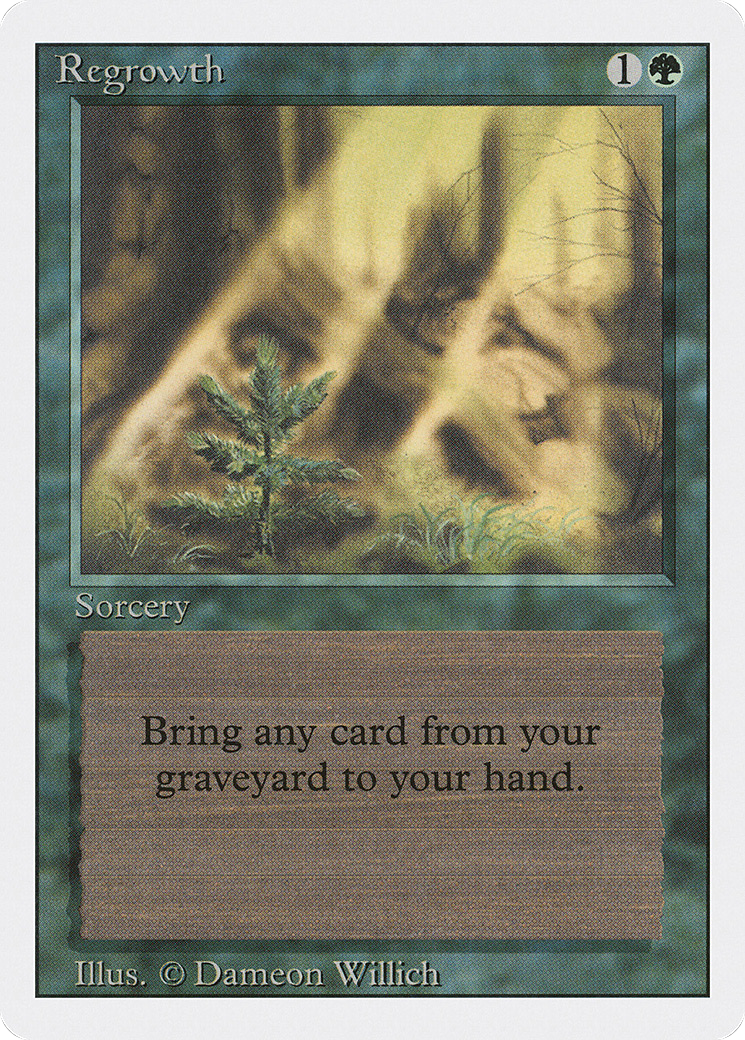 Regrowth 1
Sorcery
Bring any card from your
graveyard to your hand.
Illus. © Dameon Willich